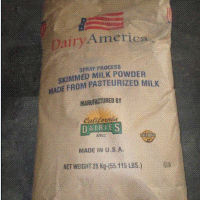 DairyAmerica
SPRAY PROCESS
SKIMMED MILK POWDER
MADE FROM PASTEURIZED MILK
MANUFACTURED BY
California
DAIRIES
INC.
MADE IN U.S.A.
NET WEIGHT 25 Kg-(55.115 LBS.)